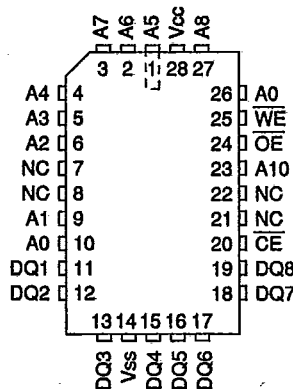 A7 A6 A5 Vcc A8
3 2 1 28 27
A4 4 26 A0
A3 5 25 WE
A2 6 24 OE
NC 7 23 A10
NC 8 22 NC
A1 9 21 NC
A0 10 20 CE
DQ1 11 19 DQ8
DQ2 12 18 DQ7
13 14 15 16 17
DQ3 Vss DQ4 DQ5 DQ6